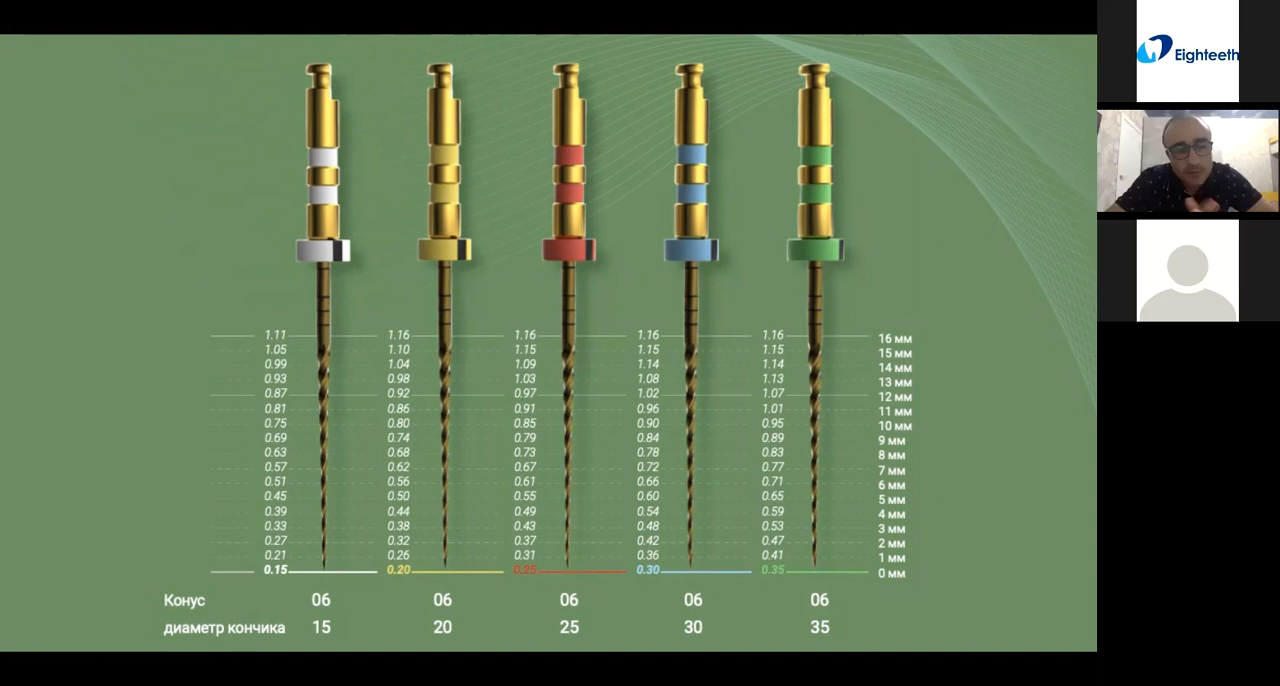 Eighteeth
1.11 1.16 1.16 1.16 1.16 16 мм
1.05 1.10 1.15 1.15 1.15 15 мм
0.99 1.04 1.09 1.14 1.14 14 мм
0.93 0.98 1.03 1.08 1.13 13 мм
0.87 0.92 0.97 1.02 1.07 12 мм
0.81 0.86 0.91 0.96 1.01 11 мм
0.75 0.80 0.85 0.90 0.95 10 мм
0.69 0.74 0.79 0.84 0.89 9 мм
0.63 0.68 0.73 0.78 0.83 8 мм
0.57 0.62 0.67 0.72 0.77 7 мм
0.51 0.56 0.61 0.66 0.71 6 мм
0.45 0.50 0.55 0.60 0.65 5 мм
0.39 0.44 0.49 0.54 0.59 4 мм
0.33 0.38 0.43 0.48 0.53 3 мм
0.27 0.32 0.37 0.42 0.47 2 мм
0.21 0.26 0.31 0.36 0.41 1 мм
0.15 0.20 0.25 0.30 0.35 0 мм
Конус 06 06 06 06 06
диаметр кончика 15 20 25 30 35